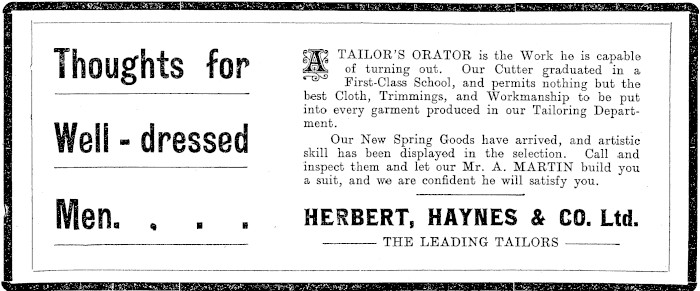 Thoughts for
Well - dressed
Men. . . .
A TAILOR'S ORATOR is the Work he is capable
of turning out. Our Cutter graduated in a
First-Class School, and permits nothing but the
best Cloth, Trimmings, and Workmanship to be put
into every garment produced in our Tailoring Depart-
ment.
Our New Spring Goods have arrived, and artistic
skill has been displayed in the selection. Call and
inspect them and let our Mr. A. MARTIN build you
a suit, and we are confident he will satisfy you.
HERBERT, HAYNES & CO. Ltd.
THE LEADING TAILORS